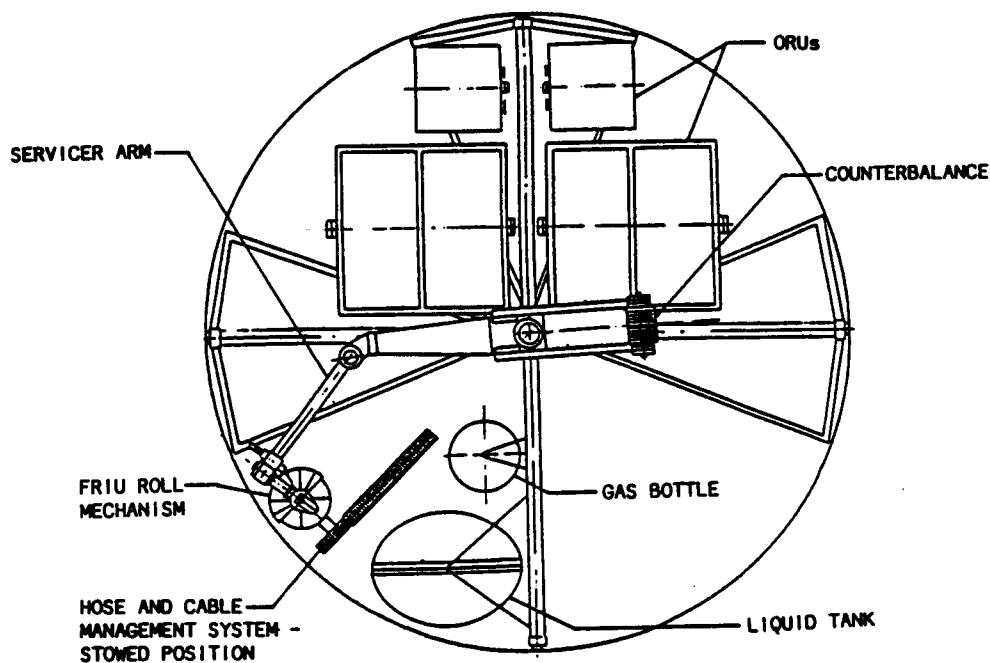 ORUs
SERVICER ARM
COUNTERBALANCE
FRIU ROLL
MECHANISM
GAS BOTTLE
HOSE AND CABLE
MANAGEMENT SYSTEM -
STOWED POSITION
LIQUID TANK